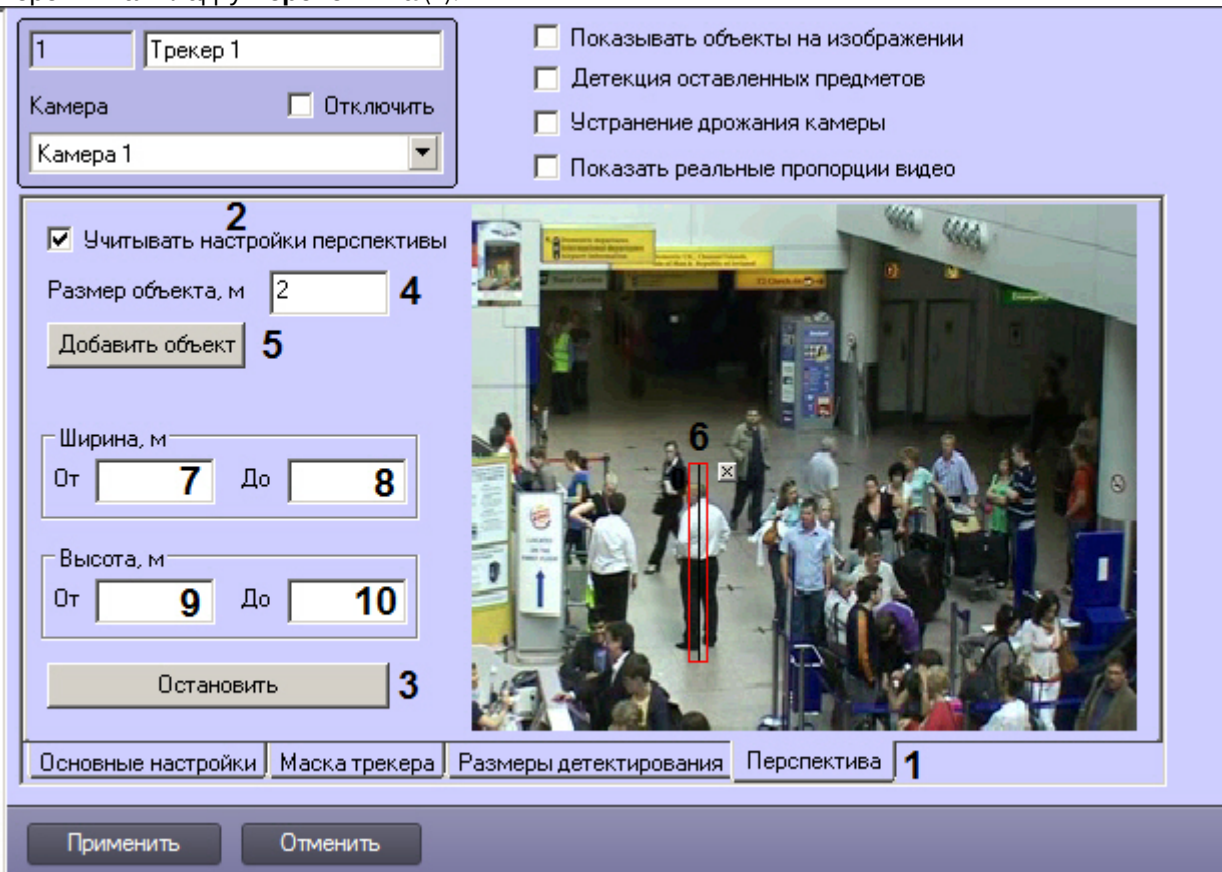 1 Трекер 1
Камера Отключить
Камера 1
Показывать объекты на изображении
Детекция оставленных предметов
Устранение дрожания камеры
Показать реальные пропорции видео
2
Учитывать настройки перспективы
Размер объекта, м 2 4
Добавить объект 5
Ширина, м
От 7 До 8
Высота, м
От 9 До 10
Остановить 3
6
Основные настройки Маска трекера Размеры детектирования Перспектива 1
Применить Отменить